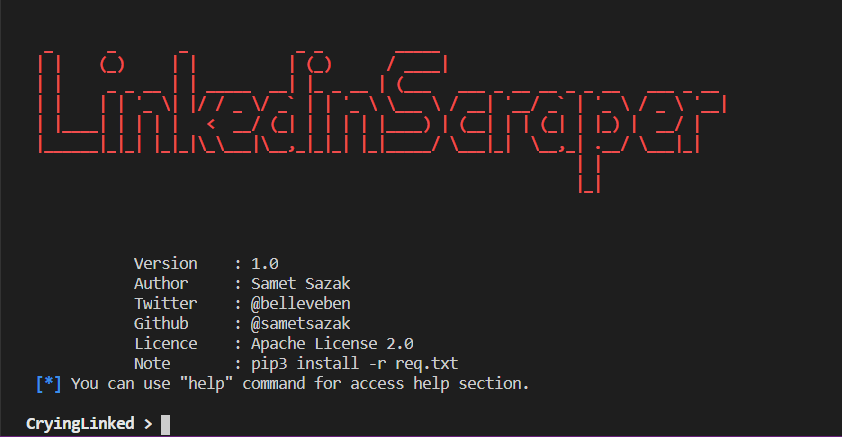 LinkedinScraper
Version : 1.0
Author : Samet Sazak
Twitter : @belleveben
Github : @sametsazak
Licence : Apache License 2.0
Note : pip3 install -r req.txt
[*] You can use "help" command for access help section.
CryingLinked >